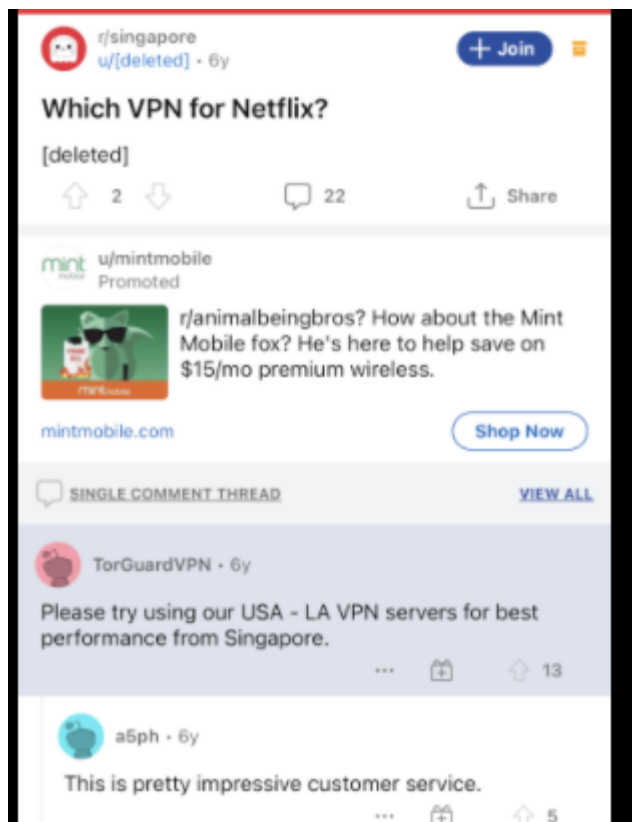 r/singapore
u/[deleted] • 6y
+ Join
Which VPN for Netflix?
[deleted]
2
22
Share
mint
mobile
u/mintmobile
Promoted
r/animalbeingbros? How about the Mint
Mobile fox? He's here to help save on
$15/mo premium wireless.
mint mobile
mintmobile.com
Shop Now
SINGLE COMMENT THREAD
VIEW ALL
TorGuardVPN • 6y
Please try using our USA - LA VPN servers for best
performance from Singapore.
... 13
a5ph • 6y
This is pretty impressive customer service.
... 5